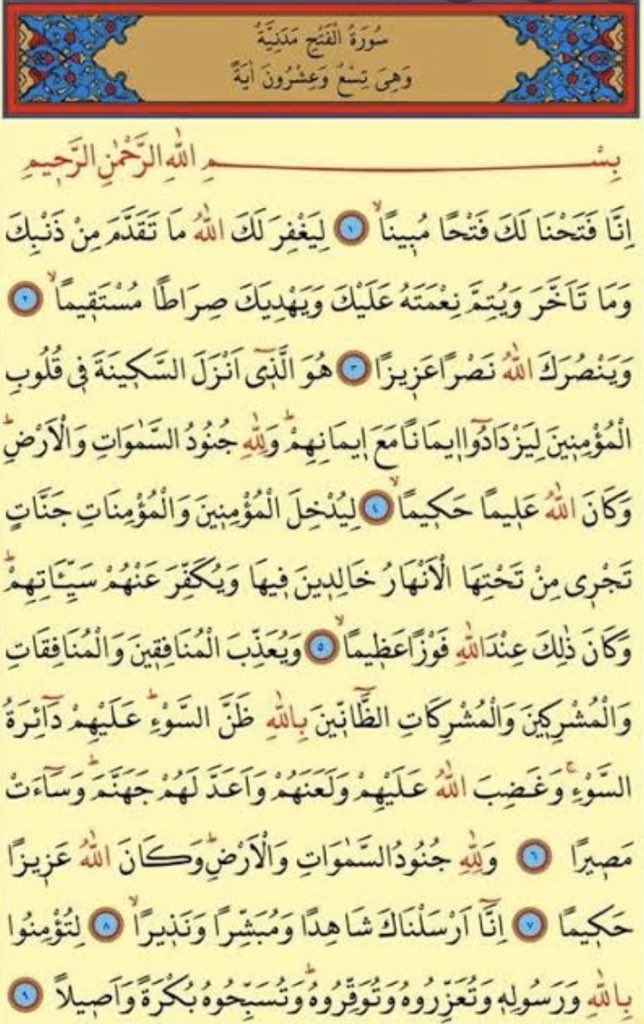 سُورَةُ الْفَتْحِ مَدَنِيَّةٌ
وَهِىَ تِسْعٌ وَعِشْرُونَ اٰيَةً
بِسْمِ اللّٰهِ الرَّحْمٰنِ الرَّحِيمِ
اِنَّا فَتَحْنَا لَكَ فَتْحًا مُبِينًاۙ ﴿١﴾ لِيَغْفِرَ لَكَ اللّٰهُ مَا تَقَدَّمَ مِنْ ذَنْبِكَ
وَمَا تَاَخَّرَ وَيُتِمَّ نِعْمَتَهُ عَلَيْكَ وَيَهْدِيَكَ صِرَاطًا مُسْتَقِيمًاۙ ﴿٢﴾
وَيَنْصُرَكَ اللّٰهُ نَصْرًا عَزِيزًا ﴿٣﴾ هُوَ الَّذِٓى اَنْزَلَ السَّكِينَةَ فِى قُلُوبِ
الْمُؤْمِنِينَ لِيَزْدَادُٓوا اِيمَانًا مَعَ اِيمَانِهِمْۜ وَلِلّٰهِ جُنُودُ السَّمٰوَاتِ وَالْاَرْضِۜ
وَكَانَ اللّٰهُ عَلِيمًا حَكِيمًاۙ ﴿٤﴾ لِيُدْخِلَ الْمُؤْمِنِينَ وَالْمُؤْمِنَاتِ جَنَّاتٍ
تَجْرِى مِنْ تَحْتِهَا الْاَنْهَارُ خَالِدِينَ فِيهَا وَيُكَفِّرَ عَنْهُمْ سَيِّـَٔاتِهِمْۜ
وَكَانَ ذٰلِكَ عِنْدَ اللّٰهِ فَوْزًا عَظِيمًاۙ ﴿٥﴾ وَيُعَذِّبَ الْمُنَافِقِينَ وَالْمُنَافِقَاتِ
وَالْمُشْرِكِينَ وَالْمُشْرِكَاتِ الظَّٓانِّينَ بِاللّٰهِ ظَنَّ السَّوْءِۜ عَلَيْهِمْ دَٓائِرَةُ
السَّوْءِۚ وَغَضِبَ اللّٰهُ عَلَيْهِمْ وَلَعَنَهُمْ وَاَعَدَّ لَهُمْ جَهَنَّمَۜ وَسَٓاءَتْ
مَصِيرًا ﴿٦﴾ وَلِلّٰهِ جُنُودُ السَّمٰوَاتِ وَالْاَرْضِۜ وَكَانَ اللّٰهُ عَزِيزًا
حَكِيمًا ﴿٧﴾ اِنَّٓا اَرْسَلْنَاكَ شَاهِدًا وَمُبَشِّرًا وَنَذِيرًاۙ ﴿٨﴾ لِتُؤْمِنُوا
بِاللّٰهِ وَرَسُولِهِ وَتُعَزِّرُوهُ وَتُوَقِّرُوهُۜ وَتُسَبِّحُوهُ بُكْرَةً وَاَصِيلًا ﴿٩﴾